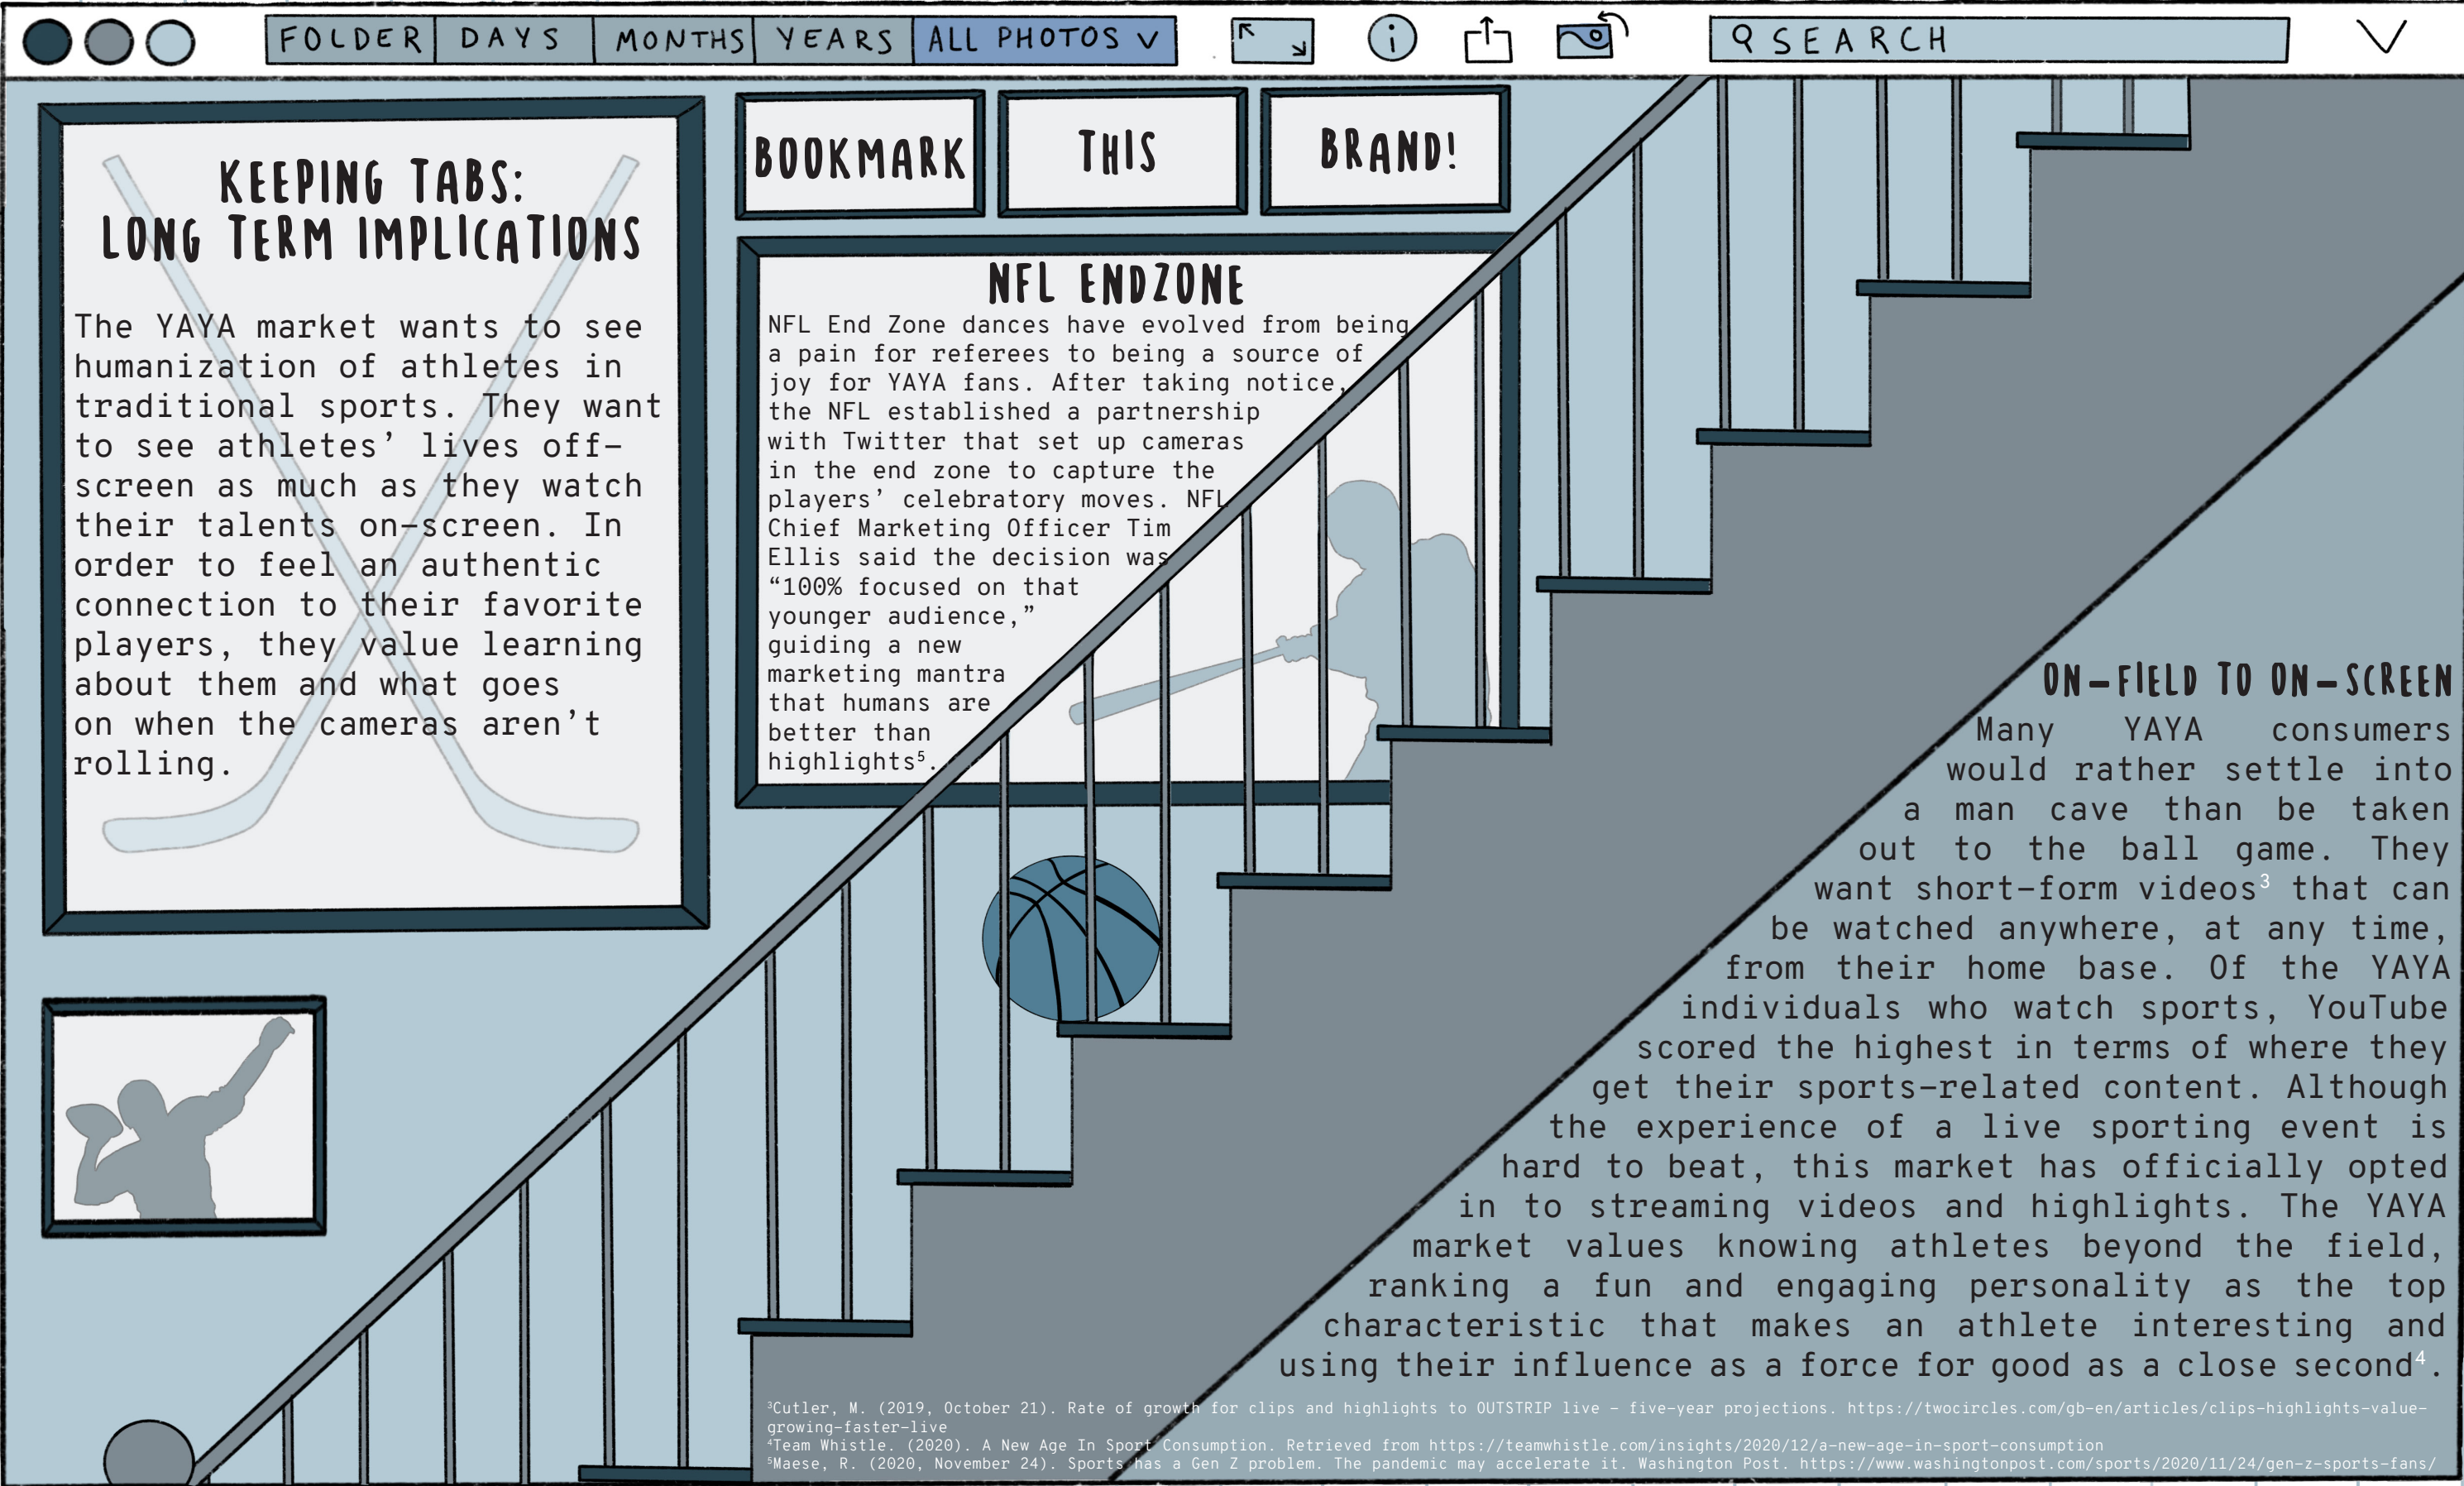 FOLDER DAYS MONTHS YEARS ALL PHOTOS SEARCH
KEEPING TABS:
LONG TERM IMPLICATIONS
The YAYA market wants to see
humanization of athletes in
traditional sports. They want
to see athletes’ lives off-
screen as much as they watch
their talents on-screen. In
order to feel an authentic
connection to their favorite
players, they value learning
about them and what goes
on when the cameras aren’t
rolling.
BOOKMARK THIS BRAND!
NFL ENDZONE
NFL End Zone dances have evolved from being
a pain for referees to being a source of
joy for YAYA fans. After taking notice,
the NFL established a partnership
with Twitter that set up cameras
in the end zone to capture the
players’ celebratory moves. NFL
Chief Marketing Officer Tim
Ellis said the decision was
“100% focused on that
younger audience,”
guiding a new
marketing mantra
that humans are
better than
highlights⁵.
ON-FIELD TO ON-SCREEN
Many YAYA consumers
would rather settle into
a man cave than be taken
out to the ball game. They
want short-form videos³ that can
be watched anywhere, at any time,
from their home base. Of the YAYA
individuals who watch sports, YouTube
scored the highest in terms of where they
get their sports-related content. Although
the experience of a live sporting event is
hard to beat, this market has officially opted
in to streaming videos and highlights. The YAYA
market values knowing athletes beyond the field,
ranking a fun and engaging personality as the top
characteristic that makes an athlete interesting and
using their influence as a force for good as a close second⁴.
³Cutler, M. (2019, October 21). Rate of growth for clips and highlights to OUTSTRIP live – five-year projections. https://twocircles.com/gb-en/articles/clips-highlights-value-
growing-faster-live
⁴Team Whistle. (2020). A New Age In Sport Consumption. Retrieved from https://teamwhistle.com/insights/2020/12/a-new-age-in-sport-consumption
⁵Maese, R. (2020, November 24). Sports has a Gen Z problem. The pandemic may accelerate it. Washington Post. https://www.washingtonpost.com/sports/2020/11/24/gen-z-sports-fans/